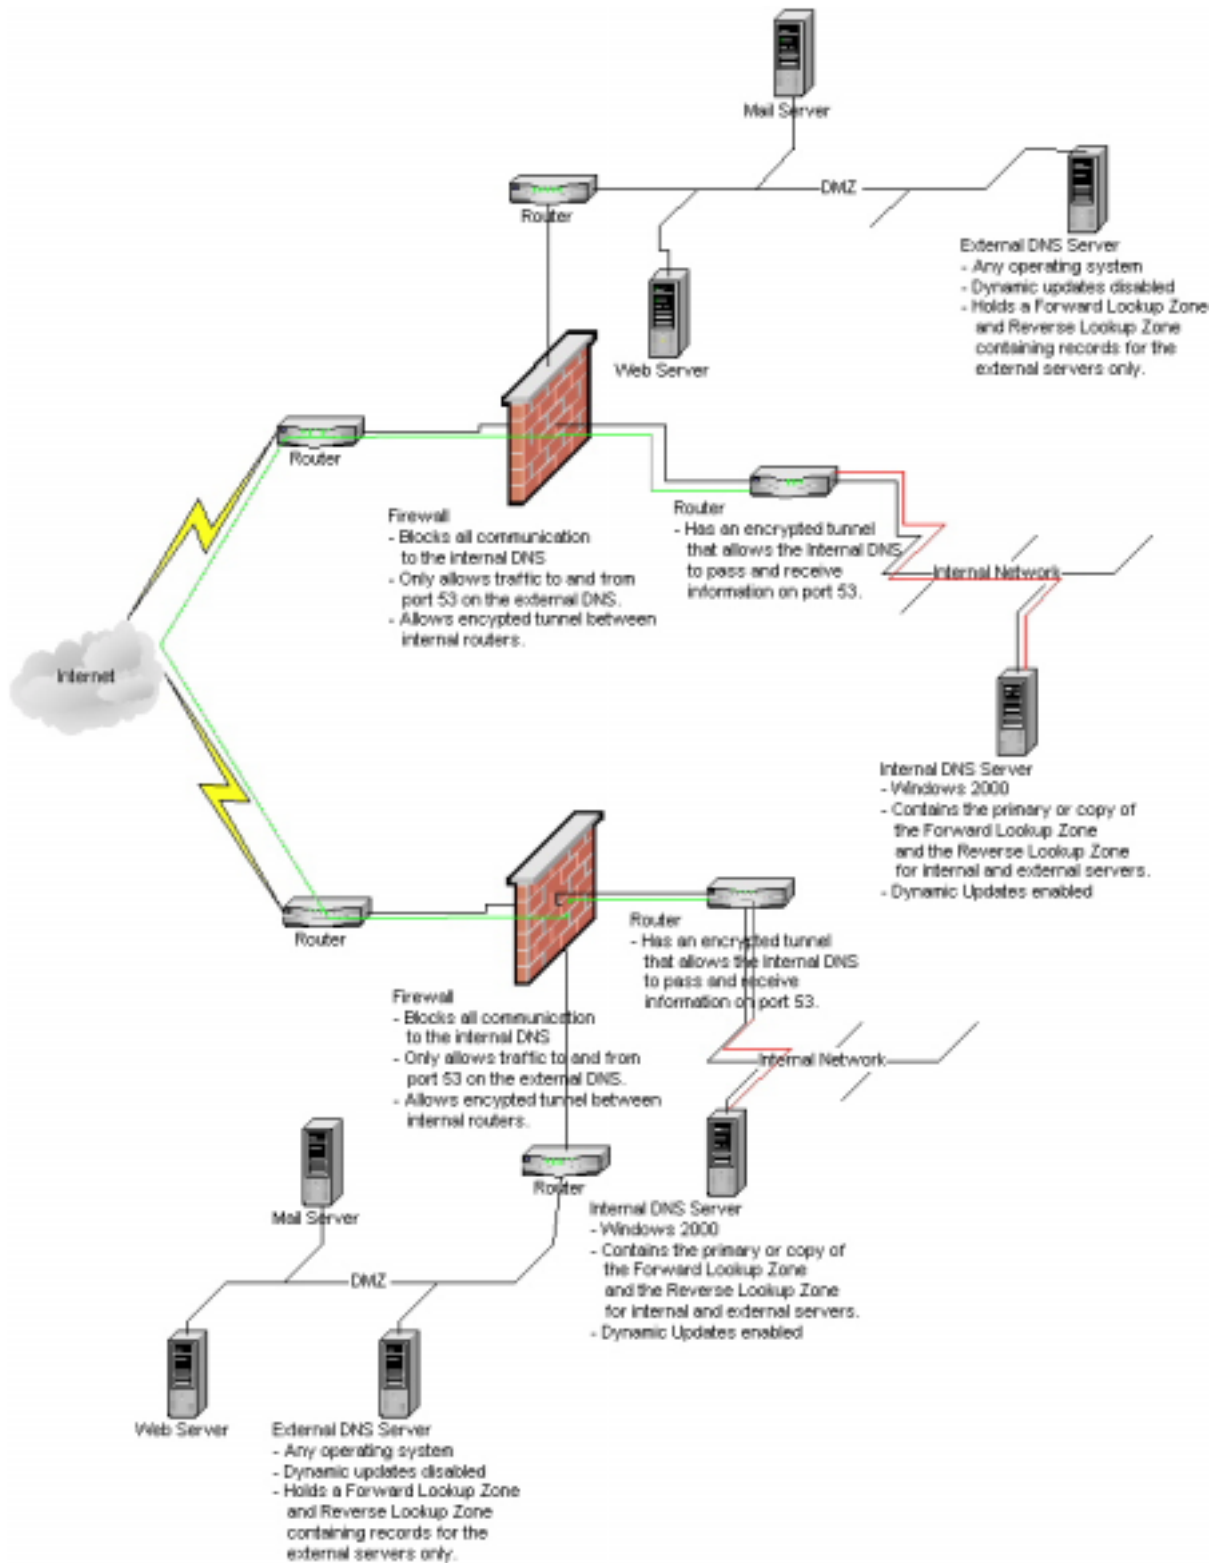 Mail Server
DMZ
Router
External DNS Server
- Any operating system
- Dynamic updates disabled
- Holds a Forward Lookup Zone
and Reverse Lookup Zone
containing records for the
external servers only.
Web Server
Router
Firewall
- Blocks all communication
to the internal DNS
- Only allows traffic to and from
port 53 on the external DNS.
- Allows encrypted tunnel between
internal routers.
Router
- Has an encrypted tunnel
that allows the Internal DNS
to pass and receive
information on port 53.
Internal Network
Internet
Internal DNS Server
- Windows 2000
- Contains the primary or copy of
the Forward Lookup Zone
and the Reverse Lookup Zone
for internal and external servers.
- Dynamic Updates enabled
Router
Router
- Has an encrypted tunnel
that allows the Internal DNS
to pass and receive
information on port 53.
Firewall
- Blocks all communication
to the internal DNS
- Only allows traffic to and from
port 53 on the external DNS.
- Allows encrypted tunnel between
internal routers.
Internal Network
Router
Mail Server
Internal DNS Server
- Windows 2000
- Contains the primary or copy of
the Forward Lookup Zone
and the Reverse Lookup Zone
for internal and external servers.
- Dynamic Updates enabled
DMZ
Web Server
External DNS Server
- Any operating system
- Dynamic updates disabled
- Holds a Forward Lookup Zone
and Reverse Lookup Zone
containing records for the
external servers only.